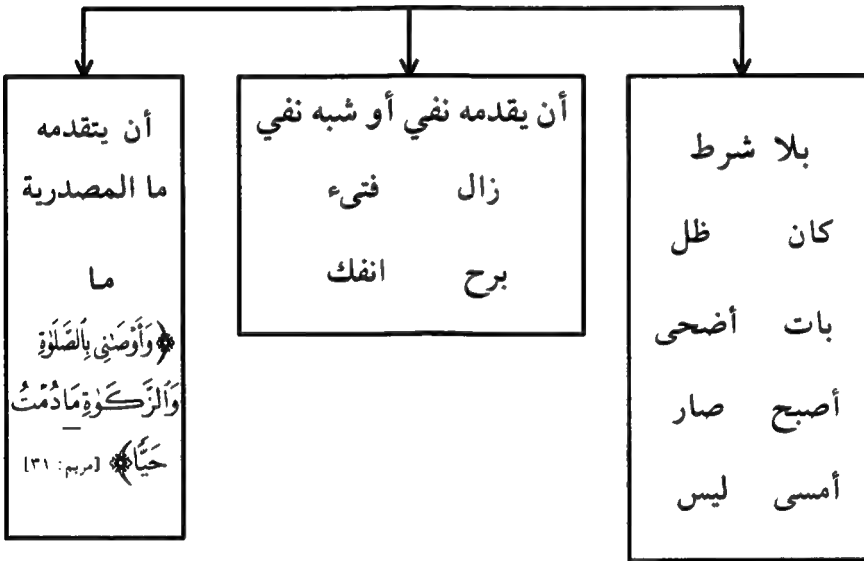 بلا شرط
كان ظل
بات أضحى
أصبح صار
أمسى ليس
أن يقدمه نفي أو شبه نفي
زال فتىء
برح انفك
أن يتقدمه
ما المصدرية
ما
﴿وَأَوْصَٰنِى بِٱلصَّلَوٰةِ
وَٱلزَّكَوٰةِ مَا دُمْتُ
حَيًّا﴾ [مريم: ٣١]